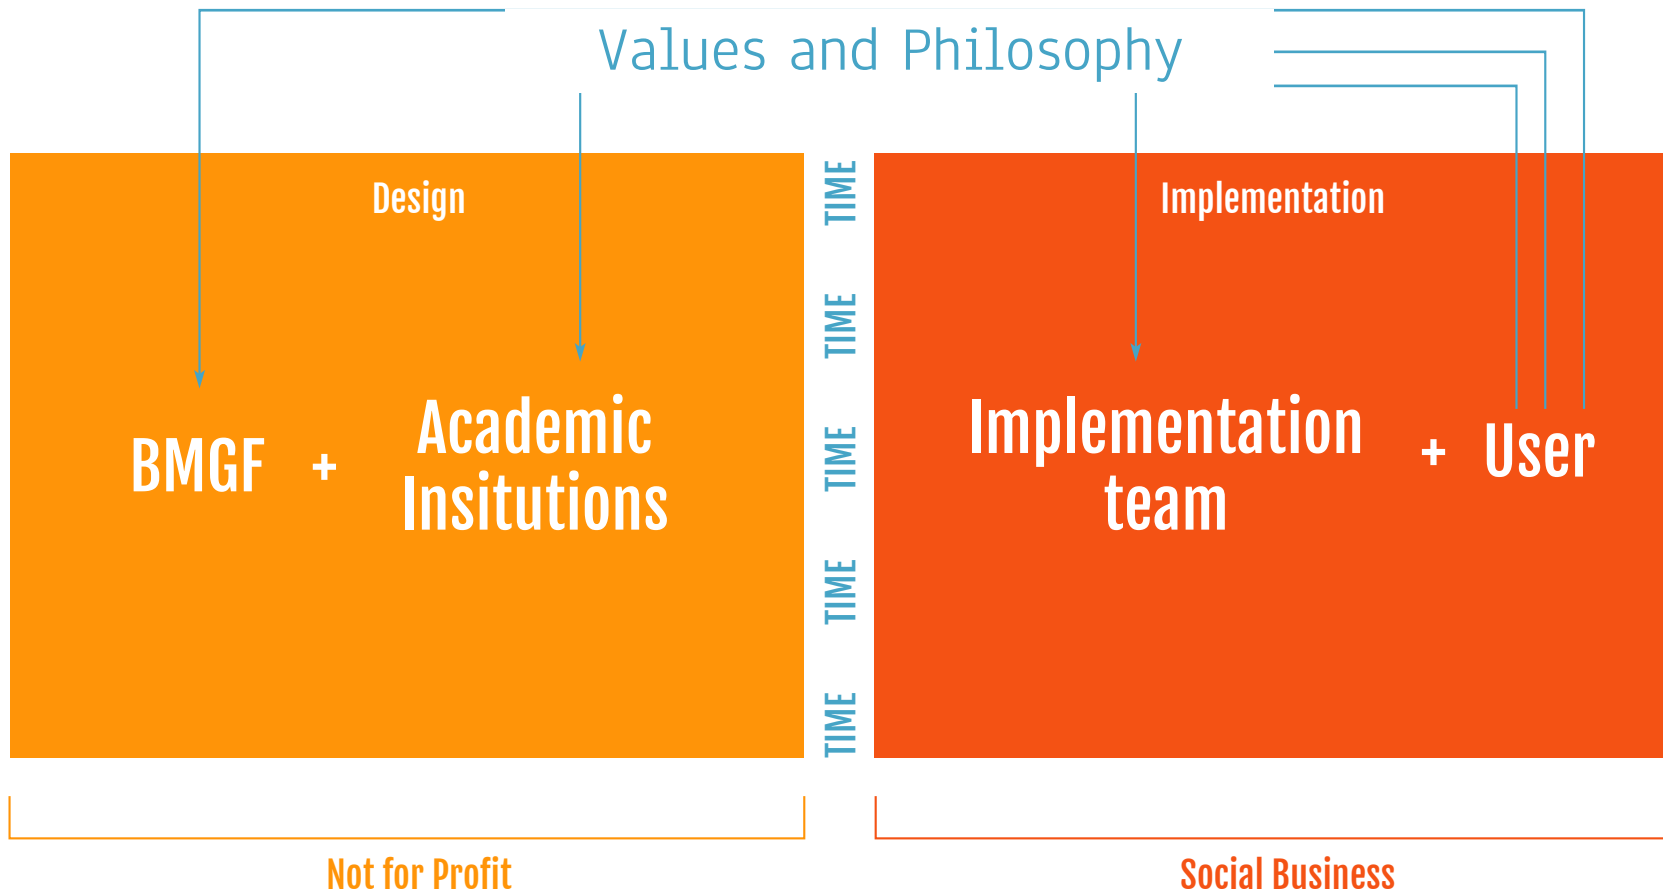 Values and Philosophy
Design
BMGF + Academic
Insitutions
TIME
TIME
TIME
TIME
TIME
Implementation
Implementation
team
+ User
Not for Profit
Social Business